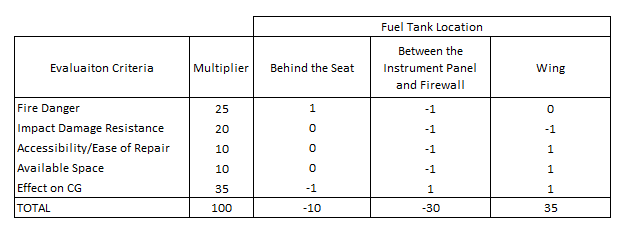 Fuel Tank Location
Evaluaiton Criteria Multiplier Behind the Seat Between the Instrument Panel and Firewall Wing
Fire Danger 25 1 -1 0
Impact Damage Resistance 20 0 -1 -1
Accessibility/Ease of Repair 10 0 -1 1
Available Space 10 0 -1 1
Effect on CG 35 -1 1 1
TOTAL 100 -10 -30 35